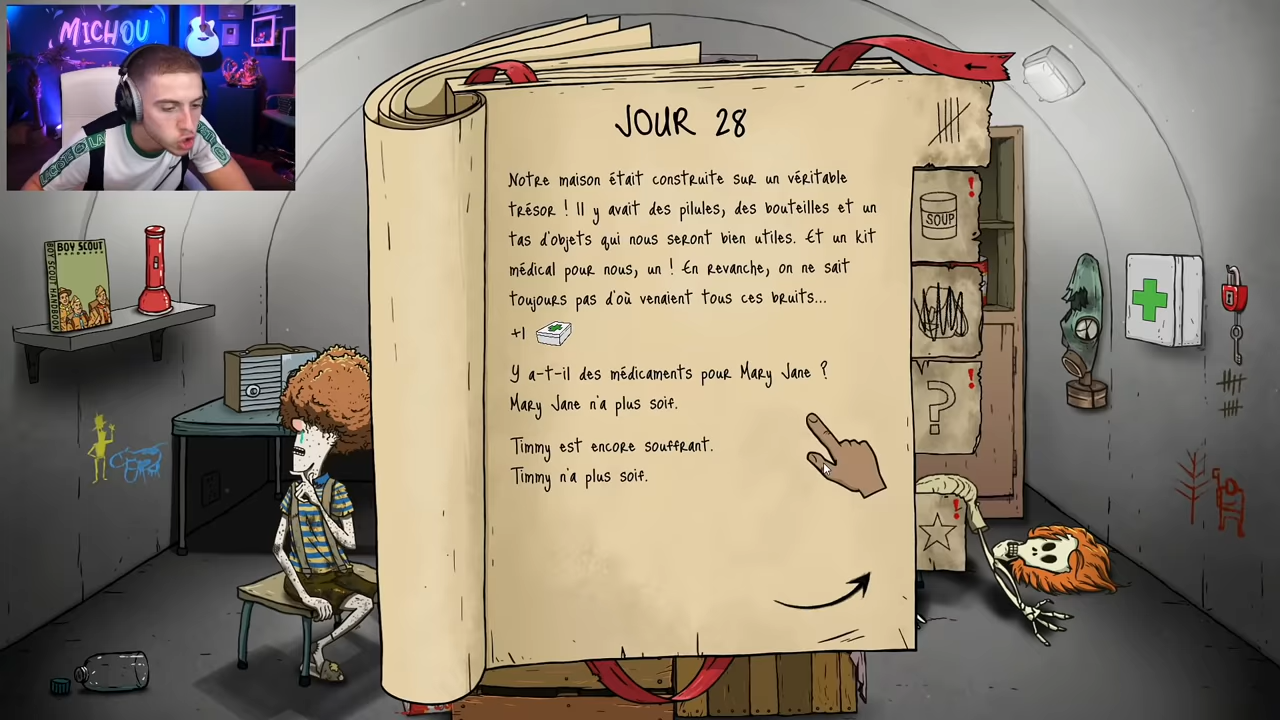 MICHOU
JOUR 28
Notre maison était construite sur un véritable
trésor ! Il y avait des pilules, des bouteilles et un
tas d'objets qui nous seront bien utiles. Et un kit
médical pour nous, un ! En revanche, on ne sait
toujours pas d'où venaient tous ces bruits...
+1
Y a-t-il des médicaments pour Mary Jane ?
Mary Jane n'a plus soif.
Timmy est encore souffrant.
Timmy n'a plus soif.
!
SOUP
?
!
!
BOY SCOUT
BOY SCOUT HANDBOOK